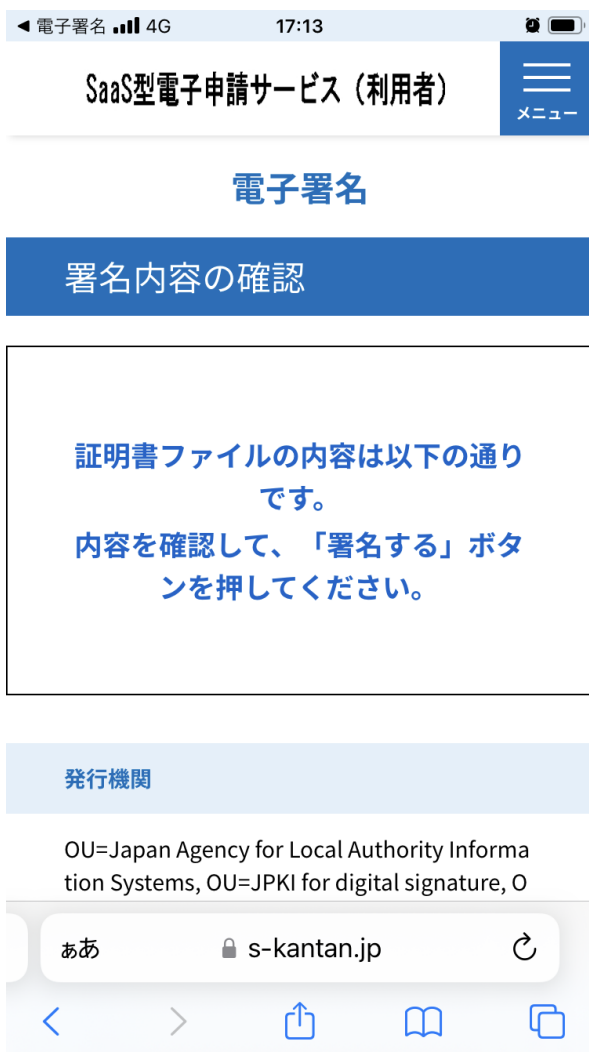 ◀ 電子署名 4G 17:13
SaaS型電子申請サービス（利用者）
メニュー
電子署名
署名内容の確認
証明書ファイルの内容は以下の通り
です。
内容を確認して、「署名する」ボタ
ンを押してください。
発行機関
OU=Japan Agency for Local Authority Informa
tion Systems, OU=JPKI for digital signature, O
ぁあ s-kantan.jp